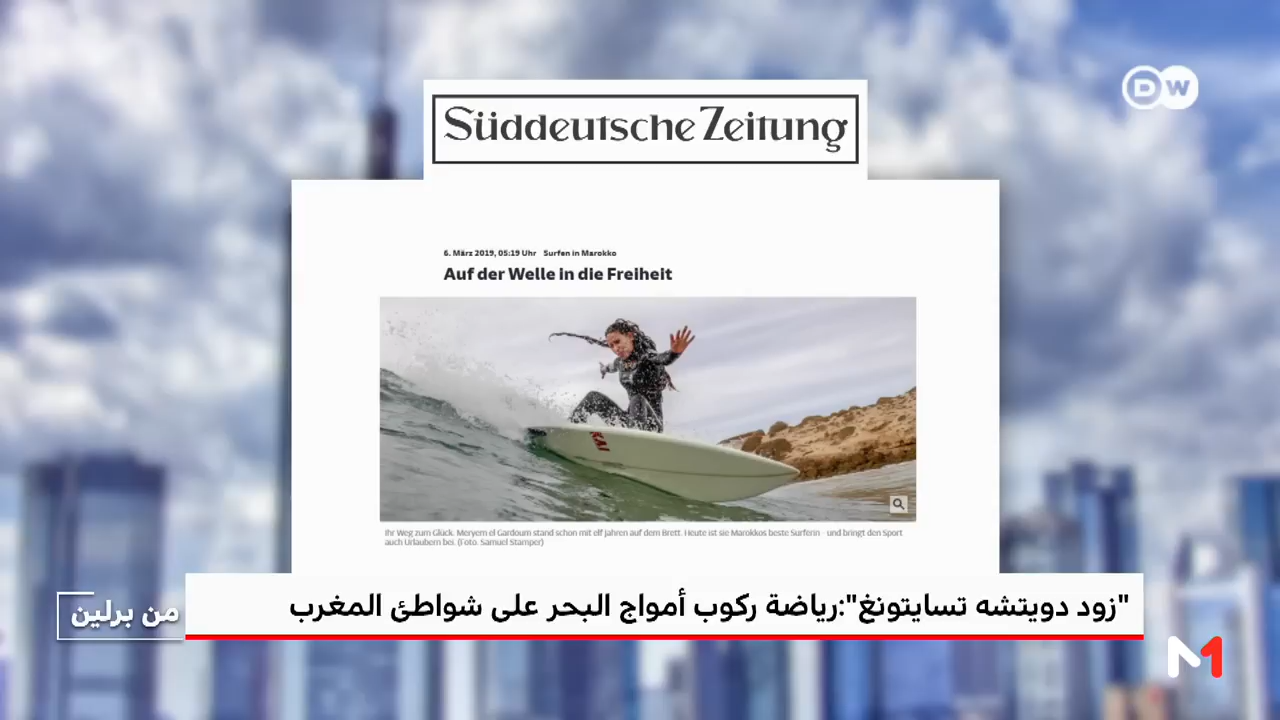 DW
Süddeutsche Zeitung
6. März 2019, 05:19 Uhr Surfen in Marokko
Auf der Welle in die Freiheit
KAI
Ihr Weg zum Glück. Meryem el Gardoum stand schon mit elf Jahren auf dem Brett. Heute ist sie Marokkos beste Surferin - und bringt den Sport
auch Urlaubern bei. (Foto: Samuel Stamper)
"زود دويتشه تسايتونغ":رياضة ركوب أمواج البحر على شواطئ المغرب
من برلين
M1